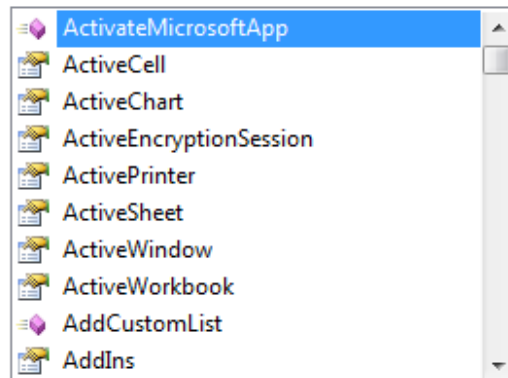 ActivateMicrosoftApp
ActiveCell
ActiveChart
ActiveEncryptionSession
ActivePrinter
ActiveSheet
ActiveWindow
ActiveWorkbook
AddCustomList
AddIns